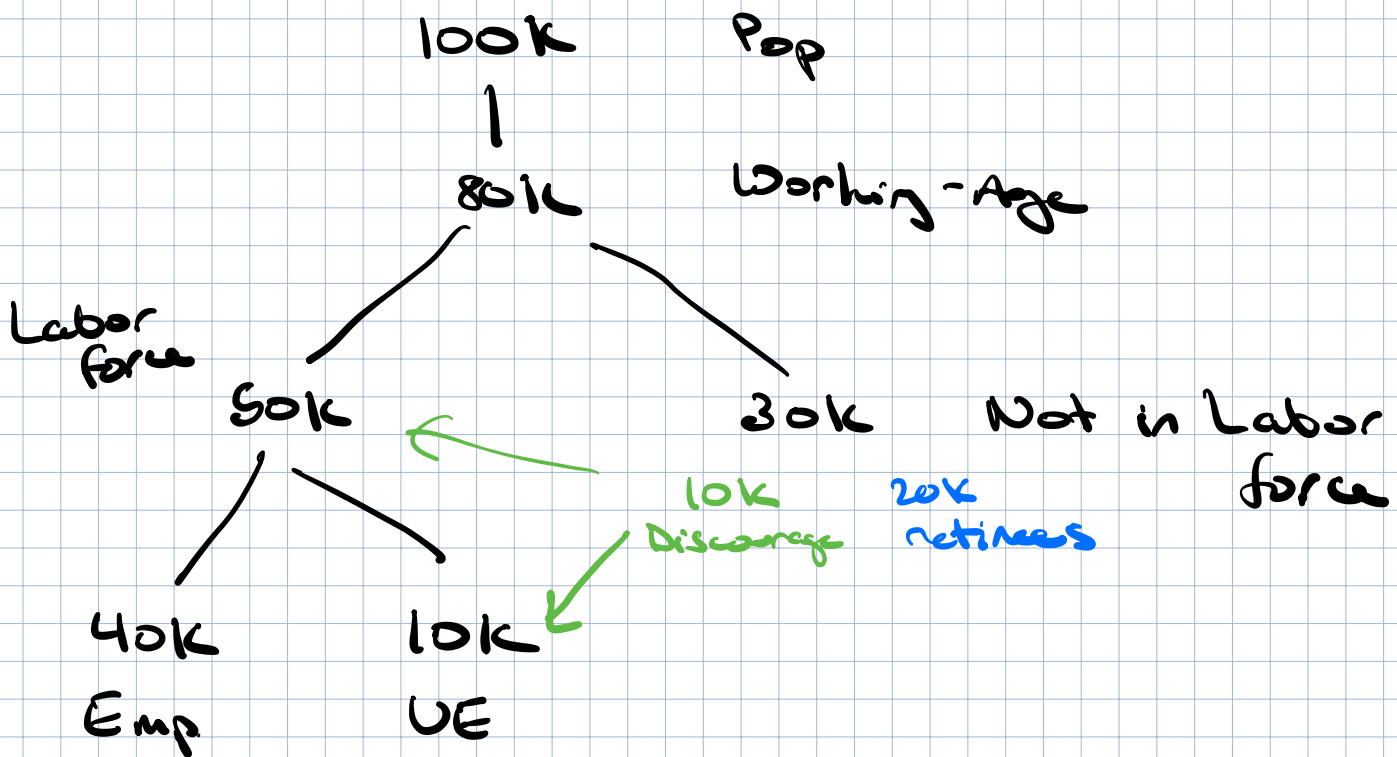 100k Pop
80k Working-Age
Labor
force
50k 30k Not in Labor
force
10k 20k
Discourage retirees
40k 10k
Emp. UE